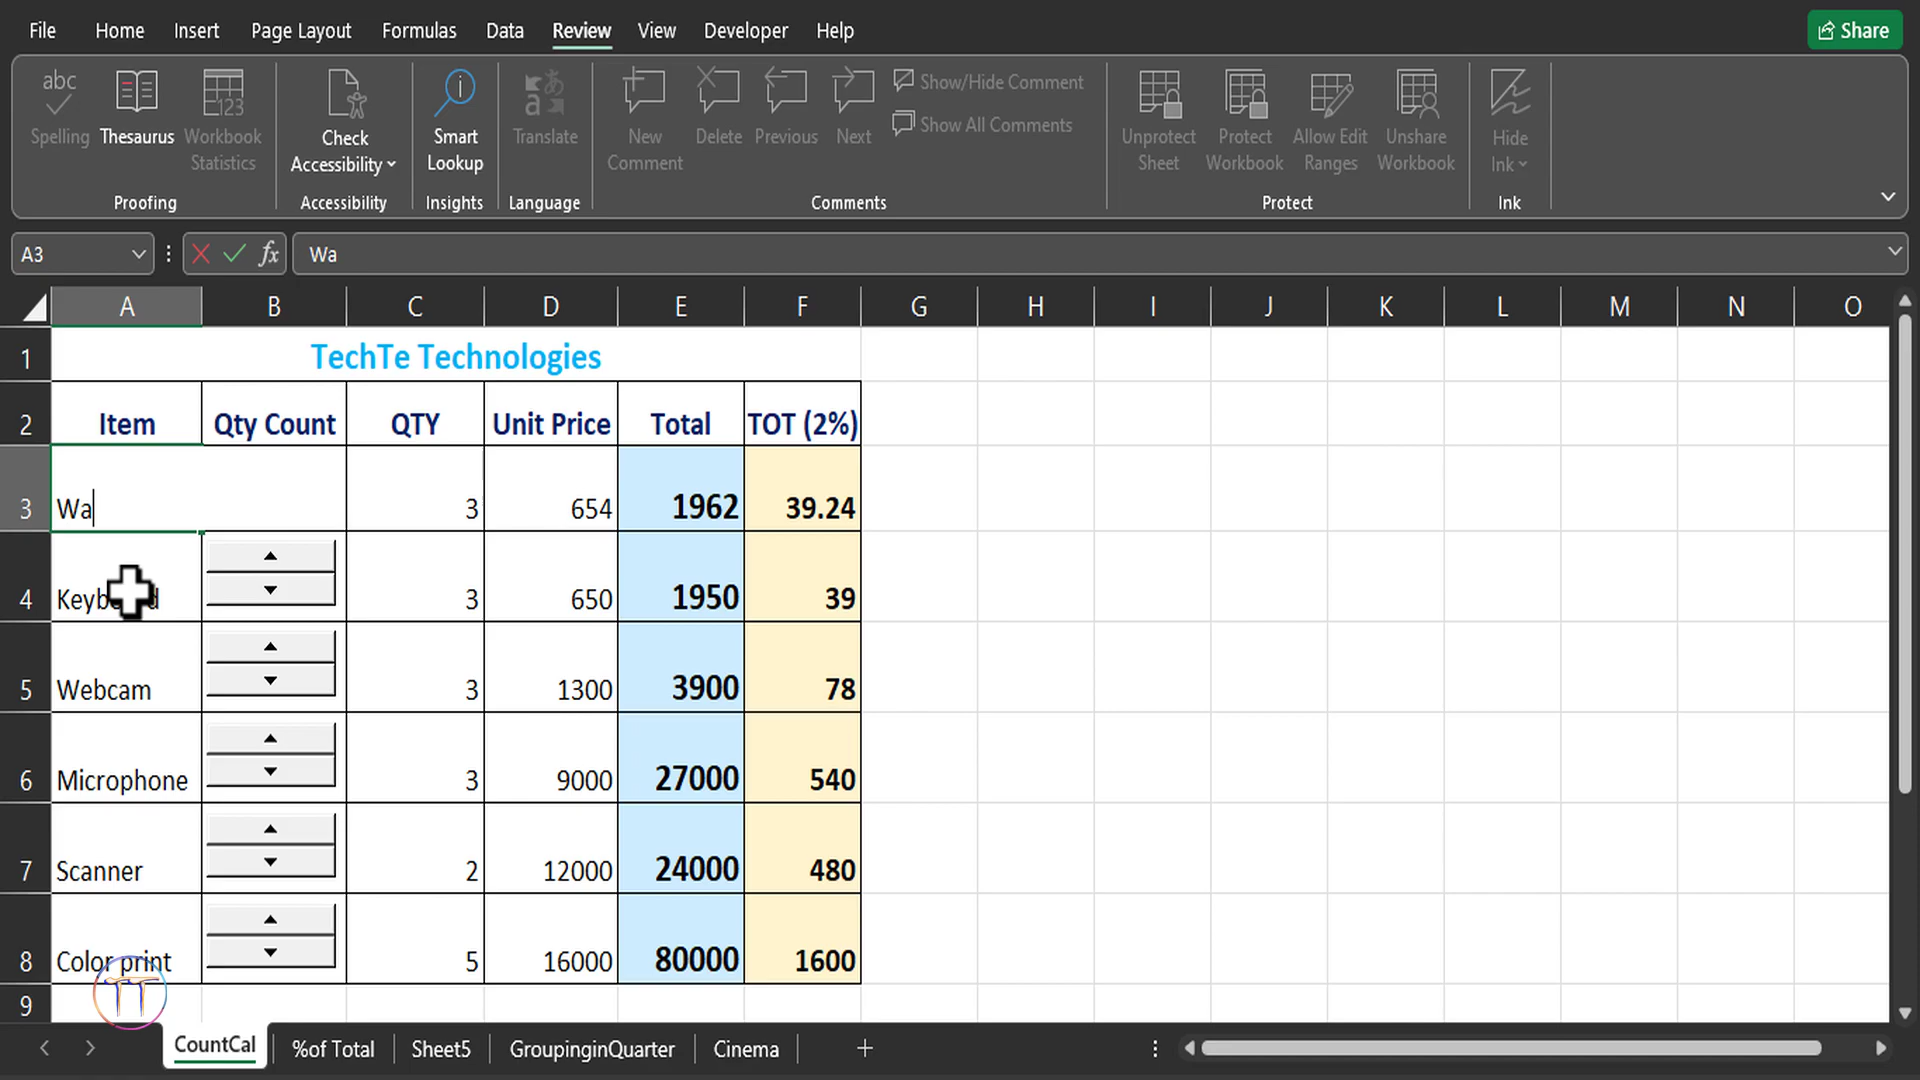 File Home Insert Page Layout Formulas Data Review View Developer Help Share
abc
Spelling Thesaurus Workbook Statistics
123
Proofing
Check Accessibility
Accessibility
Smart Lookup
Insights
Translate
Language
New Comment Delete Previous Next
Show/Hide Comment
Show All Comments
Comments
Unprotect Sheet Protect Workbook Allow Edit Ranges Unshare Workbook
Protect
Hide Ink
Ink
A3 fx Wa
A B C D E F G H I J K L M N O
1 TechTe Technologies
2 Item Qty Count QTY Unit Price Total TOT (2%)
3 Wa 3 654 1962 39.24
4 3 650 1950 39
5 Webcam 3 1300 3900 78
6 Microphone 3 9000 27000 540
7 Scanner 2 12000 24000 480
8 Color print 5 16000 80000 1600
9
CountCal %of Total Sheet5 GroupinginQuarter Cinema